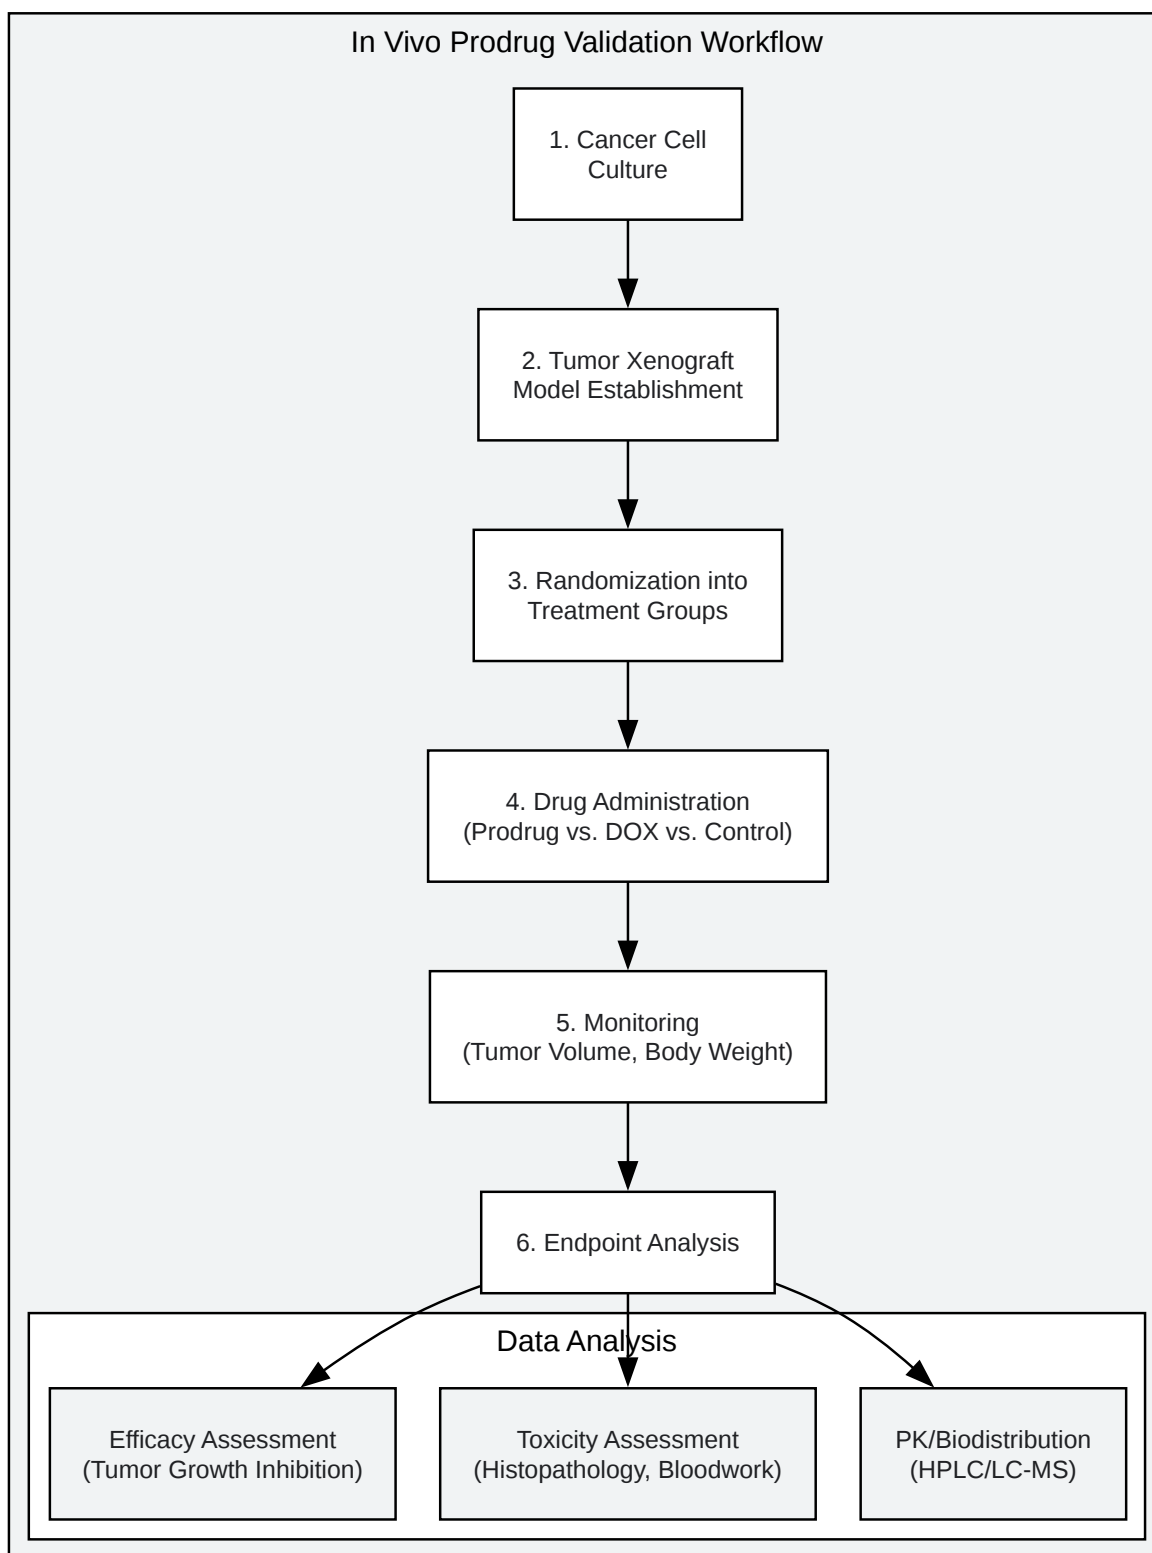 In Vivo Prodrug Validation Workflow
1. Cancer Cell
Culture
2. Tumor Xenograft
Model Establishment
3. Randomization into
Treatment Groups
4. Drug Administration
(Prodrug vs. DOX vs. Control)
5. Monitoring
(Tumor Volume, Body Weight)
6. Endpoint Analysis
Data Analysis
Efficacy Assessment
(Tumor Growth Inhibition)
Toxicity Assessment
(Histopathology, Bloodwork)
PK/Biodistribution
(HPLC/LC-MS)